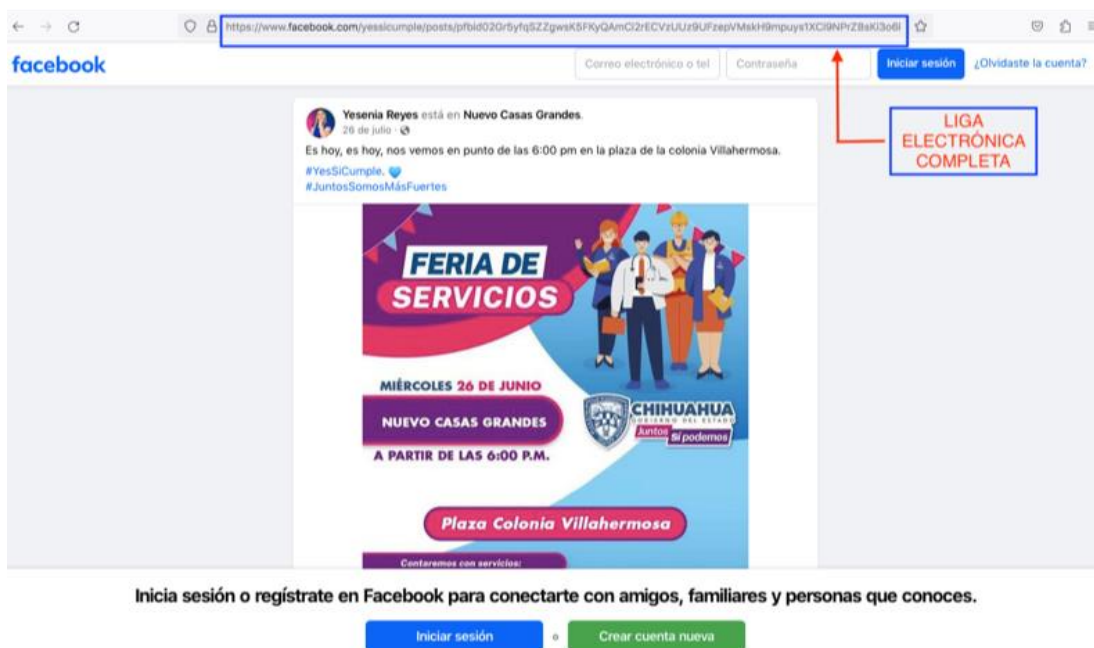 https://www.facebook.com/yessicumple/posts/
facebook
Correo electrónico o tel
Contraseña
Iniciar sesión
¿Olvidaste la cuenta?
LIGA
ELECTRÓNICA
COMPLETA
Yesenia Reyes está en Nuevo Casas Grandes.
26 de julio
Es hoy, es hoy, nos vemos en punto de las 6:00 pm en la plaza de la colonia Villahermosa.
#YesSiCumple, 💙
#JuntosSomosMásFuertes
FERIA DE
SERVICIOS
MIÉRCOLES 26 DE JUNIO
NUEVO CASAS GRANDES
A PARTIR DE LAS 6:00 P.M.
CHIHUAHUA
GOBIERNO DEL ESTADO
Juntos
Sí podemos
Plaza Colonia Villahermosa
Contaremos con servicios:
Inicia sesión o regístrate en Facebook para conectarte con amigos, familiares y personas que conoces.
Iniciar sesión
o
Crear cuenta nueva